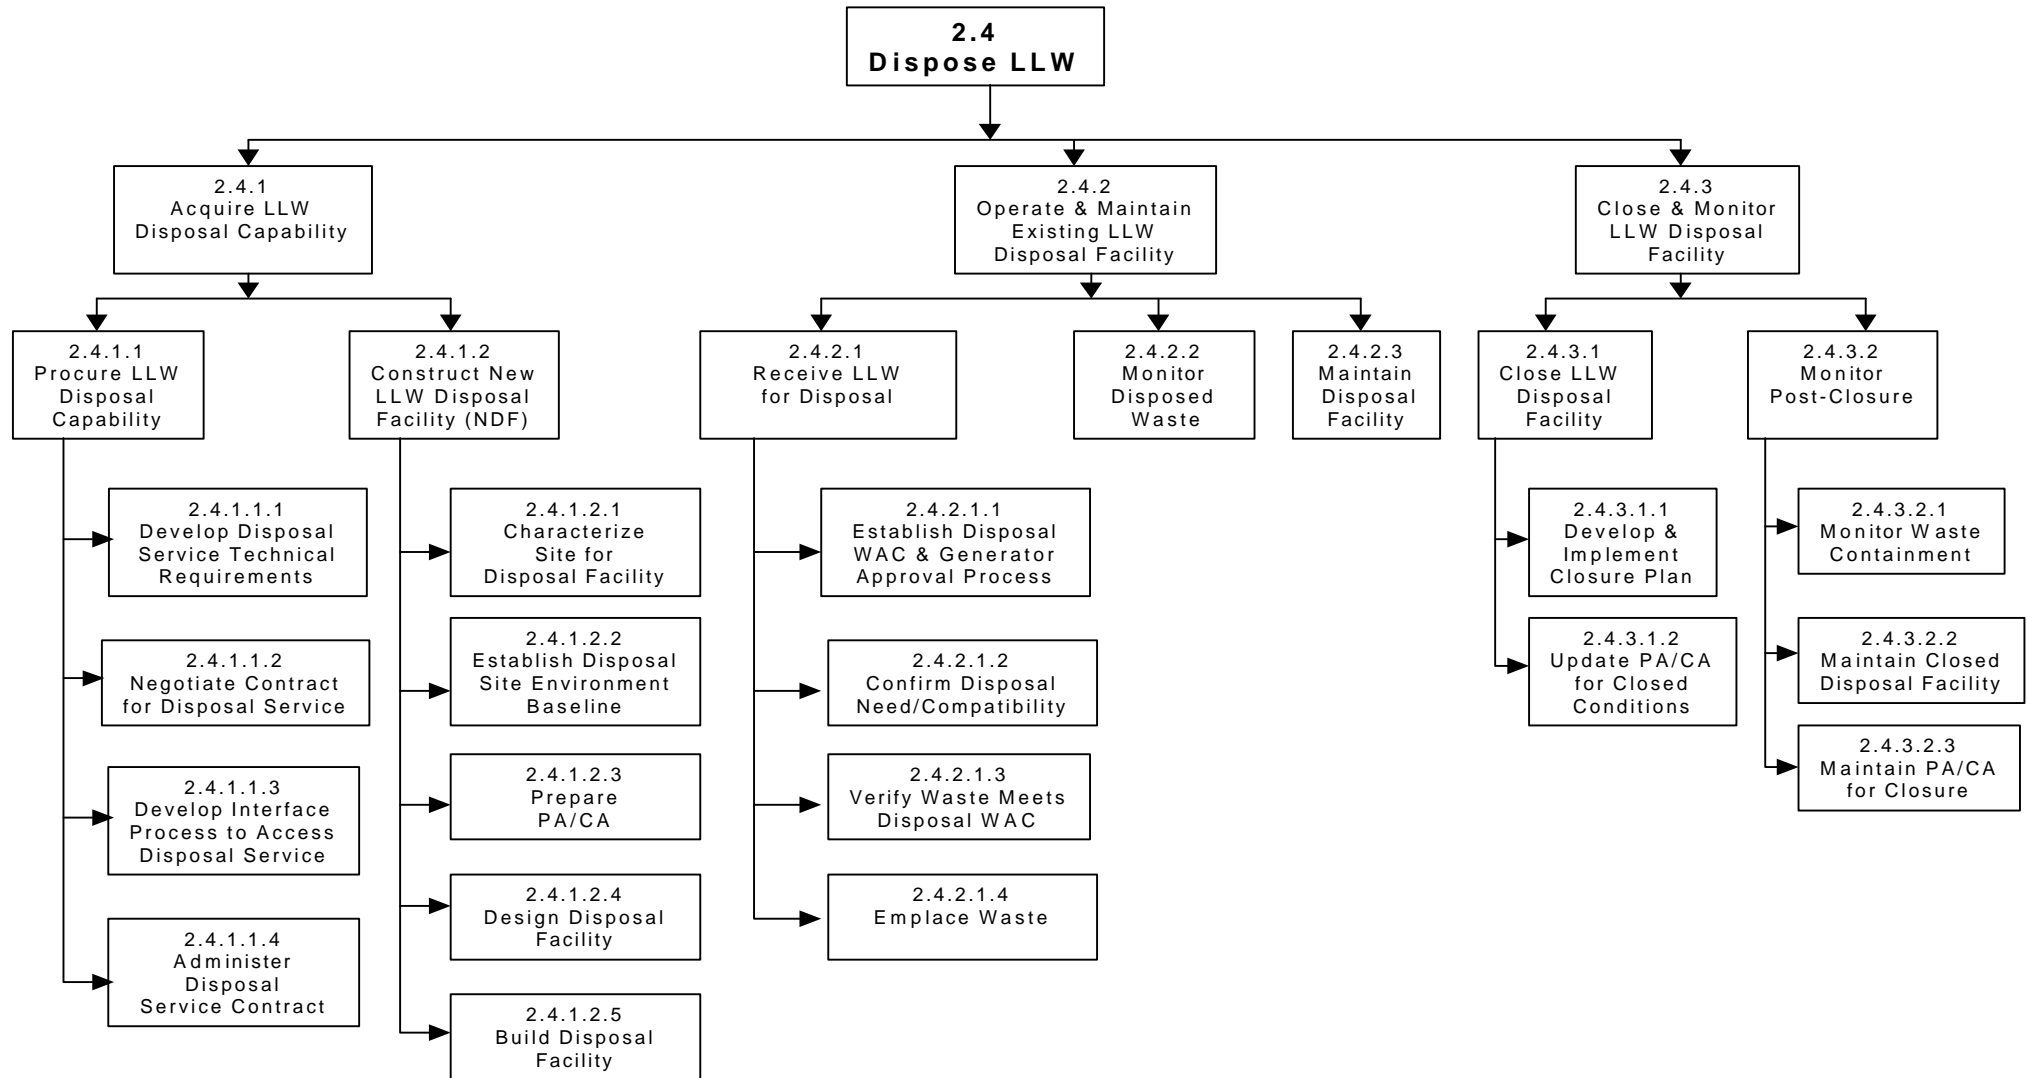 2.4
Dispose LLW
2.4.1
Acquire LLW
Disposal Capability
2.4.2
Operate & Maintain
Existing LLW
Disposal Facility
2.4.3
Close & Monitor
LLW Disposal
Facility
2.4.1.1
Procure LLW
Disposal
Capability
2.4.1.2
Construct New
LLW Disposal
Facility (NDF)
2.4.2.1
Receive LLW
for Disposal
2.4.2.2
Monitor
Disposed
Waste
2.4.2.3
Maintain
Disposal
Facility
2.4.3.1
Close LLW
Disposal
Facility
2.4.3.2
Monitor
Post-Closure
2.4.1.1.1
Develop Disposal
Service Technical
Requirements
2.4.1.1.2
Negotiate Contract
for Disposal Service
2.4.1.1.3
Develop Interface
Process to Access
Disposal Service
2.4.1.1.4
Administer
Disposal
Service Contract
2.4.1.2.1
Characterize
Site for
Disposal Facility
2.4.1.2.2
Establish Disposal
Site Environment
Baseline
2.4.1.2.3
Prepare
PA/CA
2.4.1.2.4
Design Disposal
Facility
2.4.1.2.5
Build Disposal
Facility
2.4.2.1.1
Establish Disposal
WAC & Generator
Approval Process
2.4.2.1.2
Confirm Disposal
Need/Compatibility
2.4.2.1.3
Verify Waste Meets
Disposal WAC
2.4.2.1.4
Emplace Waste
2.4.3.1.1
Develop &
Implement
Closure Plan
2.4.3.1.2
Update PA/CA
for Closed
Conditions
2.4.3.2.1
Monitor Waste
Containment
2.4.3.2.2
Maintain Closed
Disposal Facility
2.4.3.2.3
Maintain PA/CA
for Closure